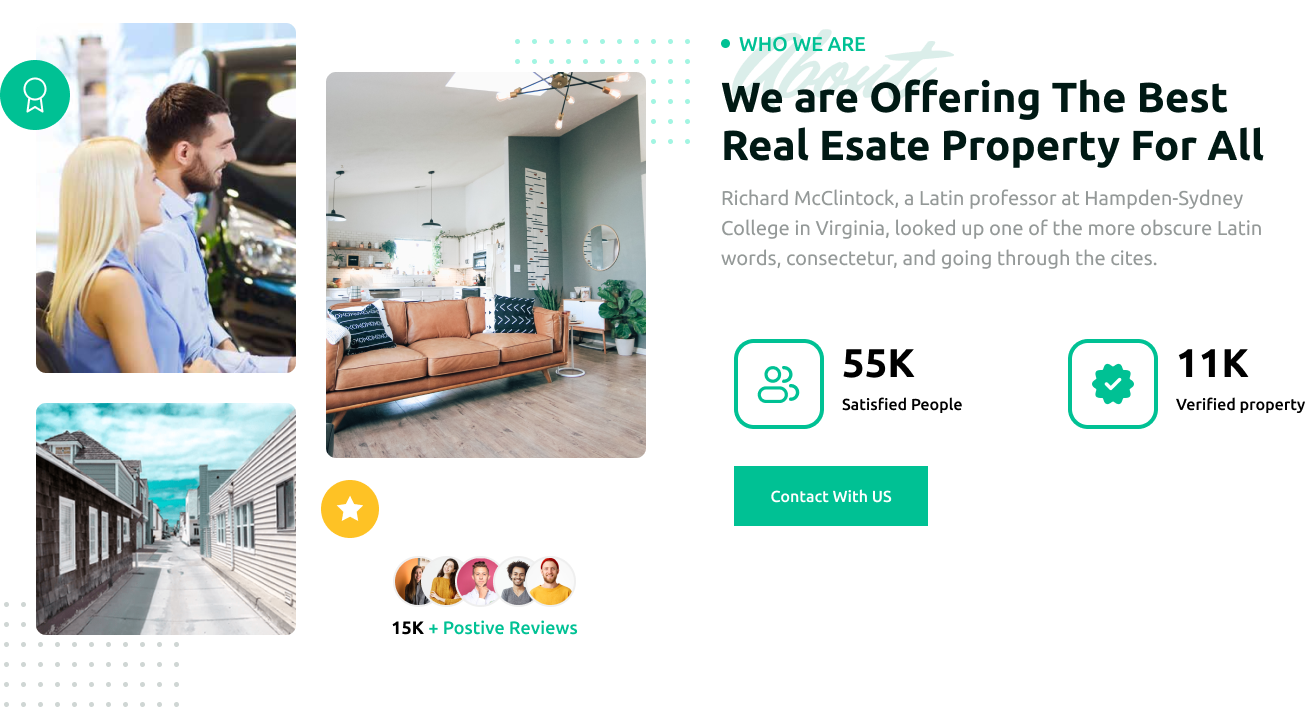 About
WHO WE ARE
We are Offering The Best
Real Esate Property For All
Richard McClintock, a Latin professor at Hampden-Sydney
College in Virginia, looked up one of the more obscure Latin
words, consectetur, and going through the cites.
55K
Satisfied People
11K
Verified property
Contact With US
15K + Postive Reviews